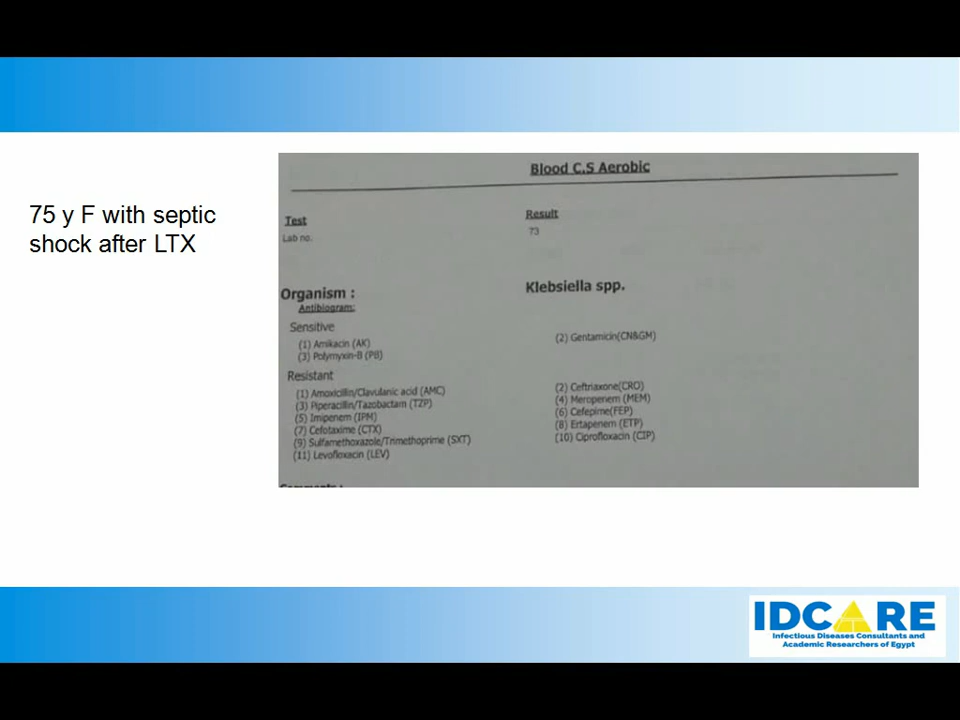 75 y F with septic
shock after LTX
Blood C.S Aerobic
Test Result
Lab no. 73
Organism : Klebsiella spp.
Antibiogram:
Sensitive
(1) Amikacin (AK) (2) Gentamicin(CN&GM)
(3) Polymyxin-B (PB)
Resistant
(1) Amoxicillin/Clavulanic acid (AMC) (2) Ceftriaxone(CRO)
(3) Piperacillin/Tazobactam (TZP) (4) Meropenem (MEM)
(5) Imipenem (IPM) (6) Cefepime(FEP)
(7) Cefotaxime (CTX) (8) Ertapenem (ETP)
(9) Sulfamethoxazole/Trimethoprime (SXT) (10) Ciprofloxacin (CIP)
(11) Levofloxacin (LEV)
IDCARE
Infectious Diseases Consultants and
Academic Researchers of Egypt